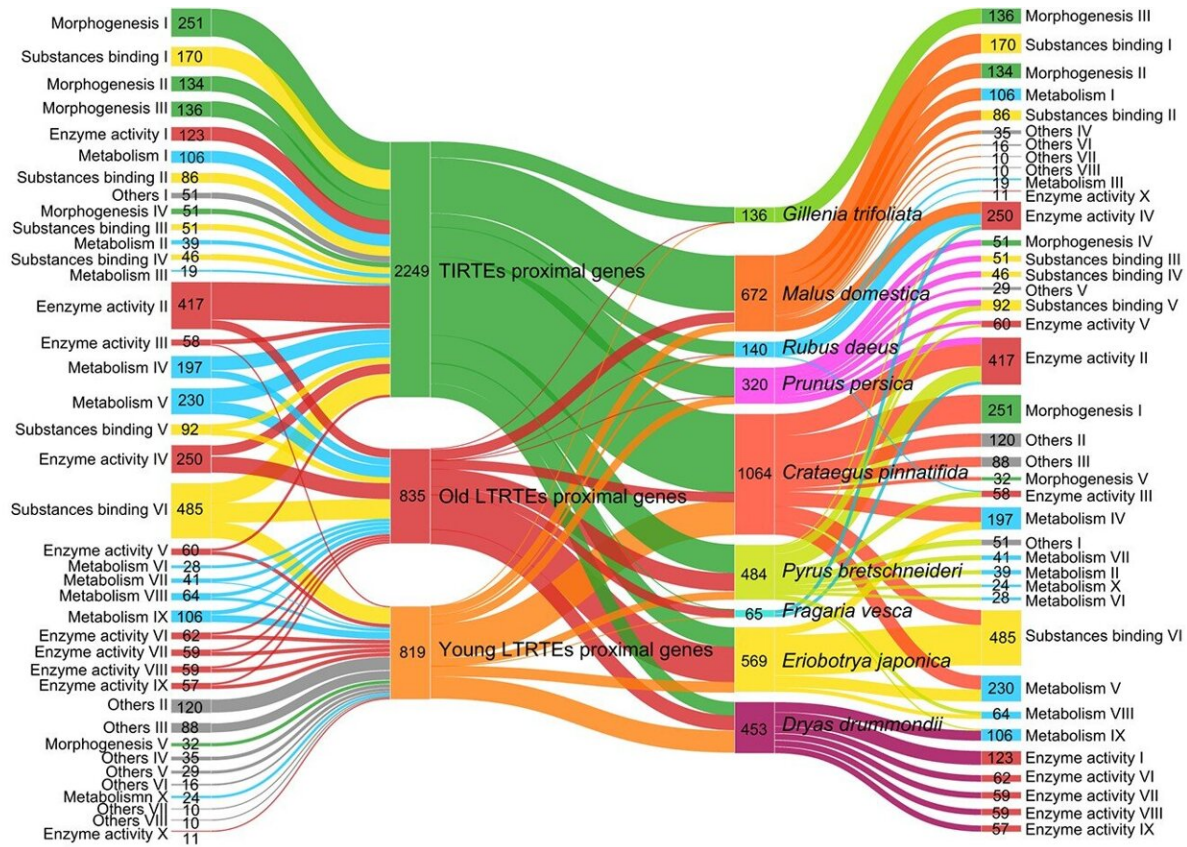 Morphogenesis I 251
Substances binding I 170
Morphogenesis II 134
Morphogenesis III 136
Enzyme activity I 123
Metabolism I 106
Substances binding II 86
Others I 51
Morphogenesis IV 51
Substances binding III 51
Metabolism II 39
Substances binding IV 46
Metabolism III 19
Eenzyme activity II 417
Enzyme activity III 58
Metabolism IV 197
Metabolism V 230
Substances binding V 92
Enzyme activity IV 250
Substances binding VI 485
Enzyme activity V 60
Metabolism VI 28
Metabolism VII 41
Metabolism VIII 64
Metabolism IX 106
Enzyme activity VI 62
Enzyme activity VII 59
Enzyme activity VIII 59
Enzyme activity IX 57
Others II 120
Others III 88
Morphogenesis V 32
Others IV 35
Others V 29
Others VI 16
Metabolismn X 24
Others VII 10
Others VIII 10
Enzyme activity X 11
2249 TIRTEs proximal genes
835 Old LTRTEs proximal genes
819 Young LTRTEs proximal genes
136 Gillenia trifoliata
672 Malus domestica
140 Rubus daeus
320 Prunus persica
1064 Crataegus pinnatifida
484 Pyrus bretschneideri
65 Fragaria vesca
569 Eriobotrya japonica
453 Dryas drummondii
136 Morphogenesis III
170 Substances binding I
134 Morphogenesis II
106 Metabolism I
86 Substances binding II
35 Others IV
16 Others VI
10 Others VII
10 Others VIII
19 Metabolism III
11 Enzyme activity X
250 Enzyme activity IV
51 Morphogenesis IV
51 Substances binding III
46 Substances binding IV
29 Others V
92 Substances binding V
60 Enzyme activity V
417 Enzyme activity II
251 Morphogenesis I
120 Others II
88 Others III
32 Morphogenesis V
58 Enzyme activity III
197 Metabolism IV
51 Others I
41 Metabolism VII
39 Metabolism II
24 Metabolism X
28 Metabolism VI
485 Substances binding VI
230 Metabolism V
64 Metabolism VIII
106 Metabolism IX
123 Enzyme activity I
62 Enzyme activity VI
59 Enzyme activity VII
59 Enzyme activity VIII
57 Enzyme activity IX